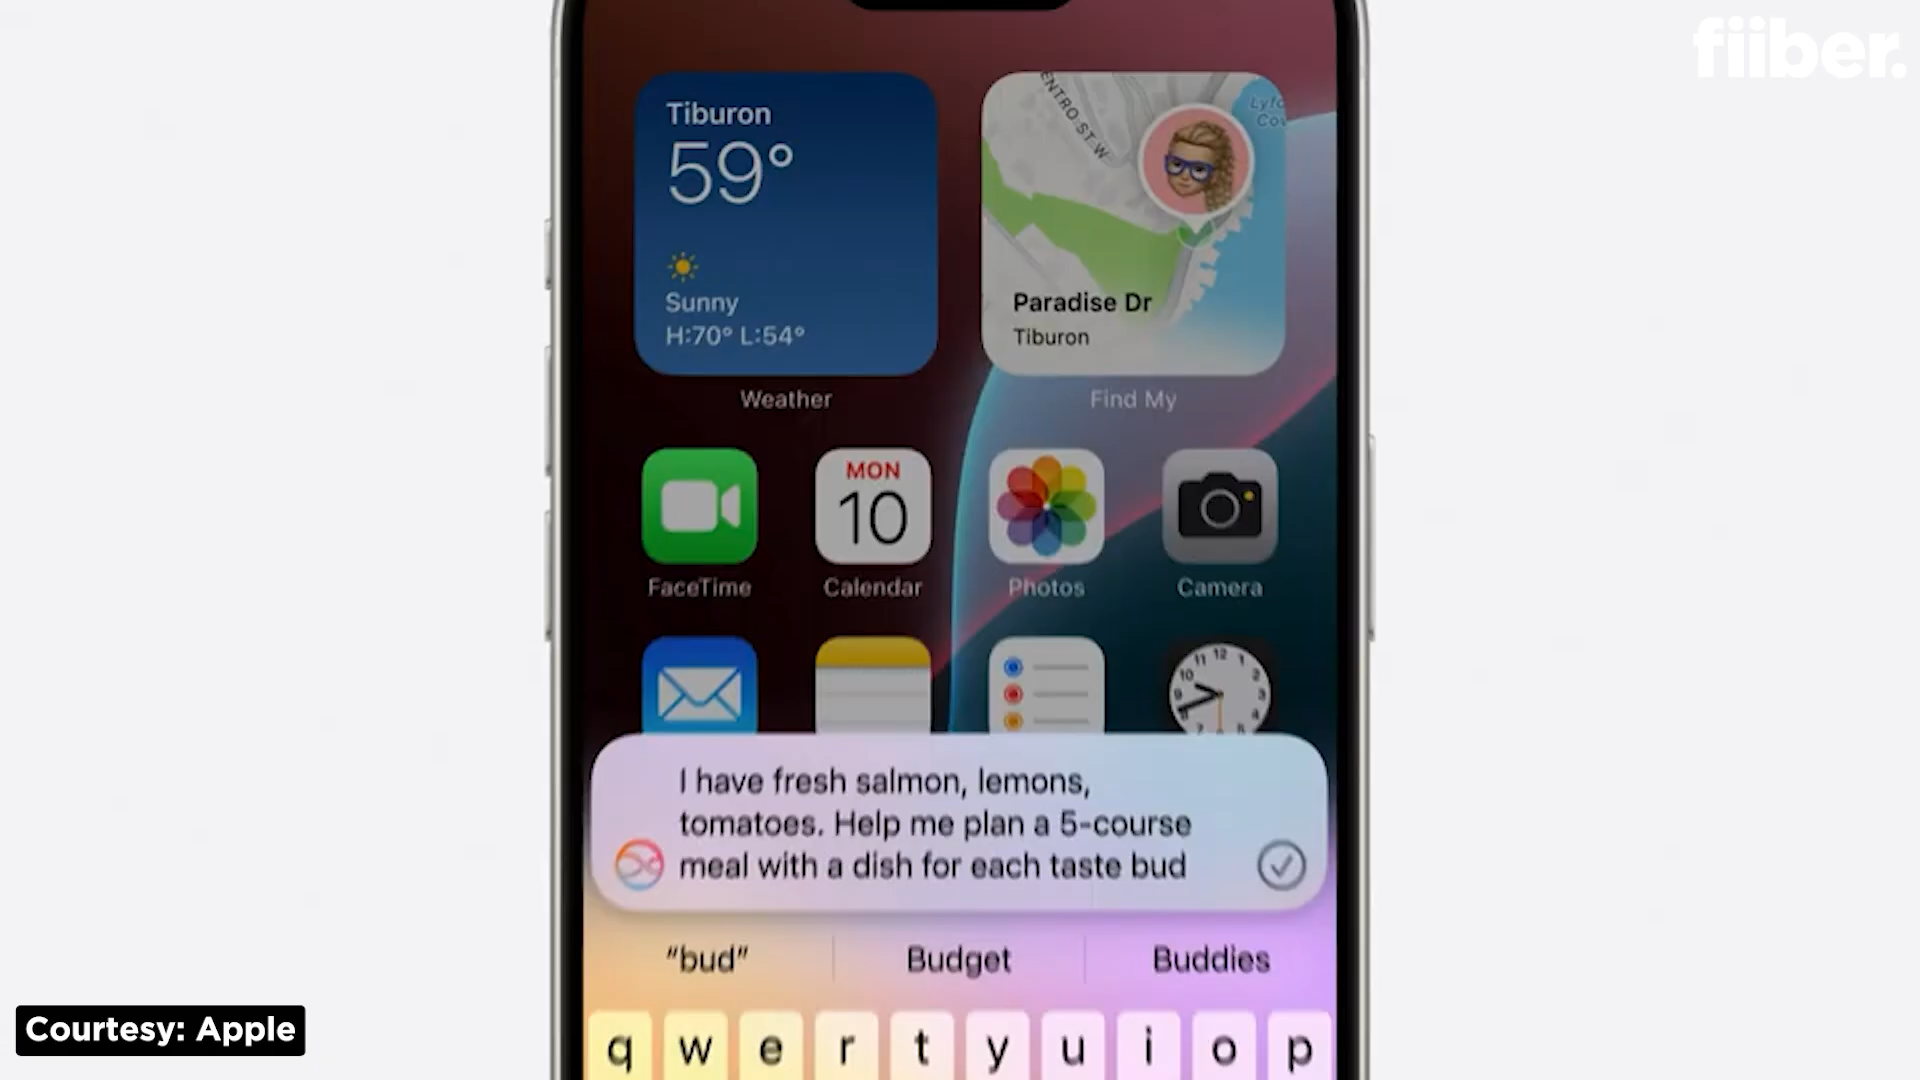 fiiber.
ENTRO ST W
Tiburon
59°
Sunny
H:70° L:54°
Paradise Dr
Tiburon
Weather
Find My
MON
10
FaceTime
Calendar
Photos
Camera
I have fresh salmon, lemons,
tomatoes. Help me plan a 5-course
meal with a dish for each taste bud
"bud"
Budget
Buddies
Courtesy: Apple
q w e r t y u i o p